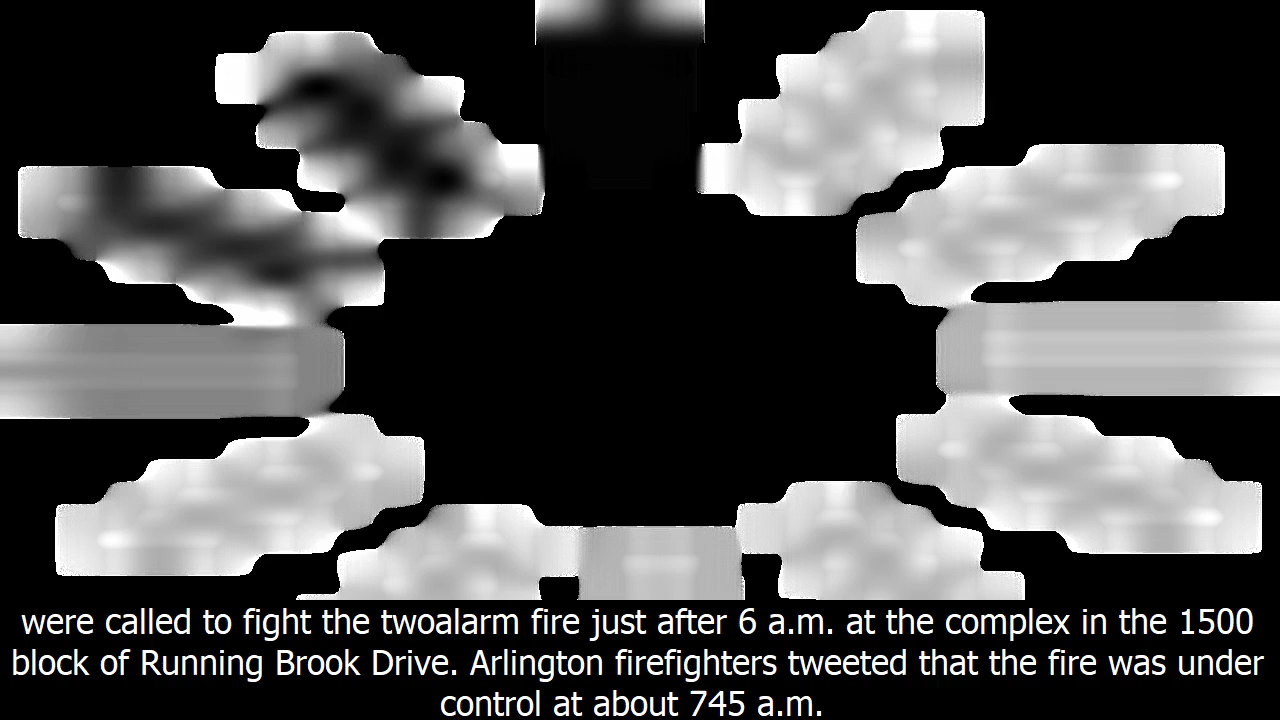 were called to fight the twoalarm fire just after 6 a.m. at the complex in the 1500
block of Running Brook Drive. Arlington firefighters tweeted that the fire was under
control at about 745 a.m.